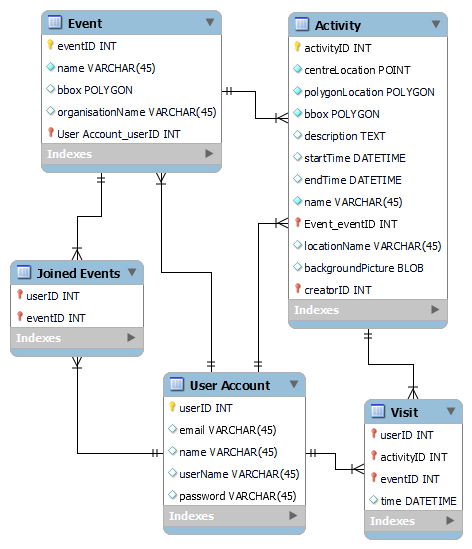 Event
eventID INT
name VARCHAR(45)
bbox POLYGON
organisationName VARCHAR(45)
User Account_userID INT
Indexes
Activity
activityID INT
centreLocation POINT
polygonLocation POLYGON
bbox POLYGON
description TEXT
startTime DATETIME
endTime DATETIME
name VARCHAR(45)
Event_eventID INT
locationName VARCHAR(45)
backgroundPicture BLOB
creatorID INT
Indexes
Joined Events
userID INT
eventID INT
Indexes
User Account
userID INT
email VARCHAR(45)
name VARCHAR(45)
userName VARCHAR(45)
password VARCHAR(45)
Indexes
Visit
userID INT
activityID INT
eventID INT
time DATETIME
Indexes